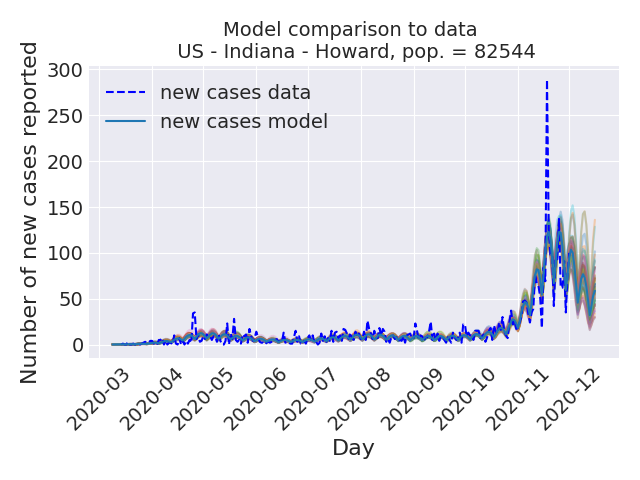 Model comparison to data
US - Indiana - Howard, pop. = 82544
Number of new cases reported
300
250
200
150
100
50
0
new cases data
new cases model
2020-03
2020-04
2020-05
2020-06
2020-07
2020-08
2020-09
2020-10
2020-11
2020-12
Day